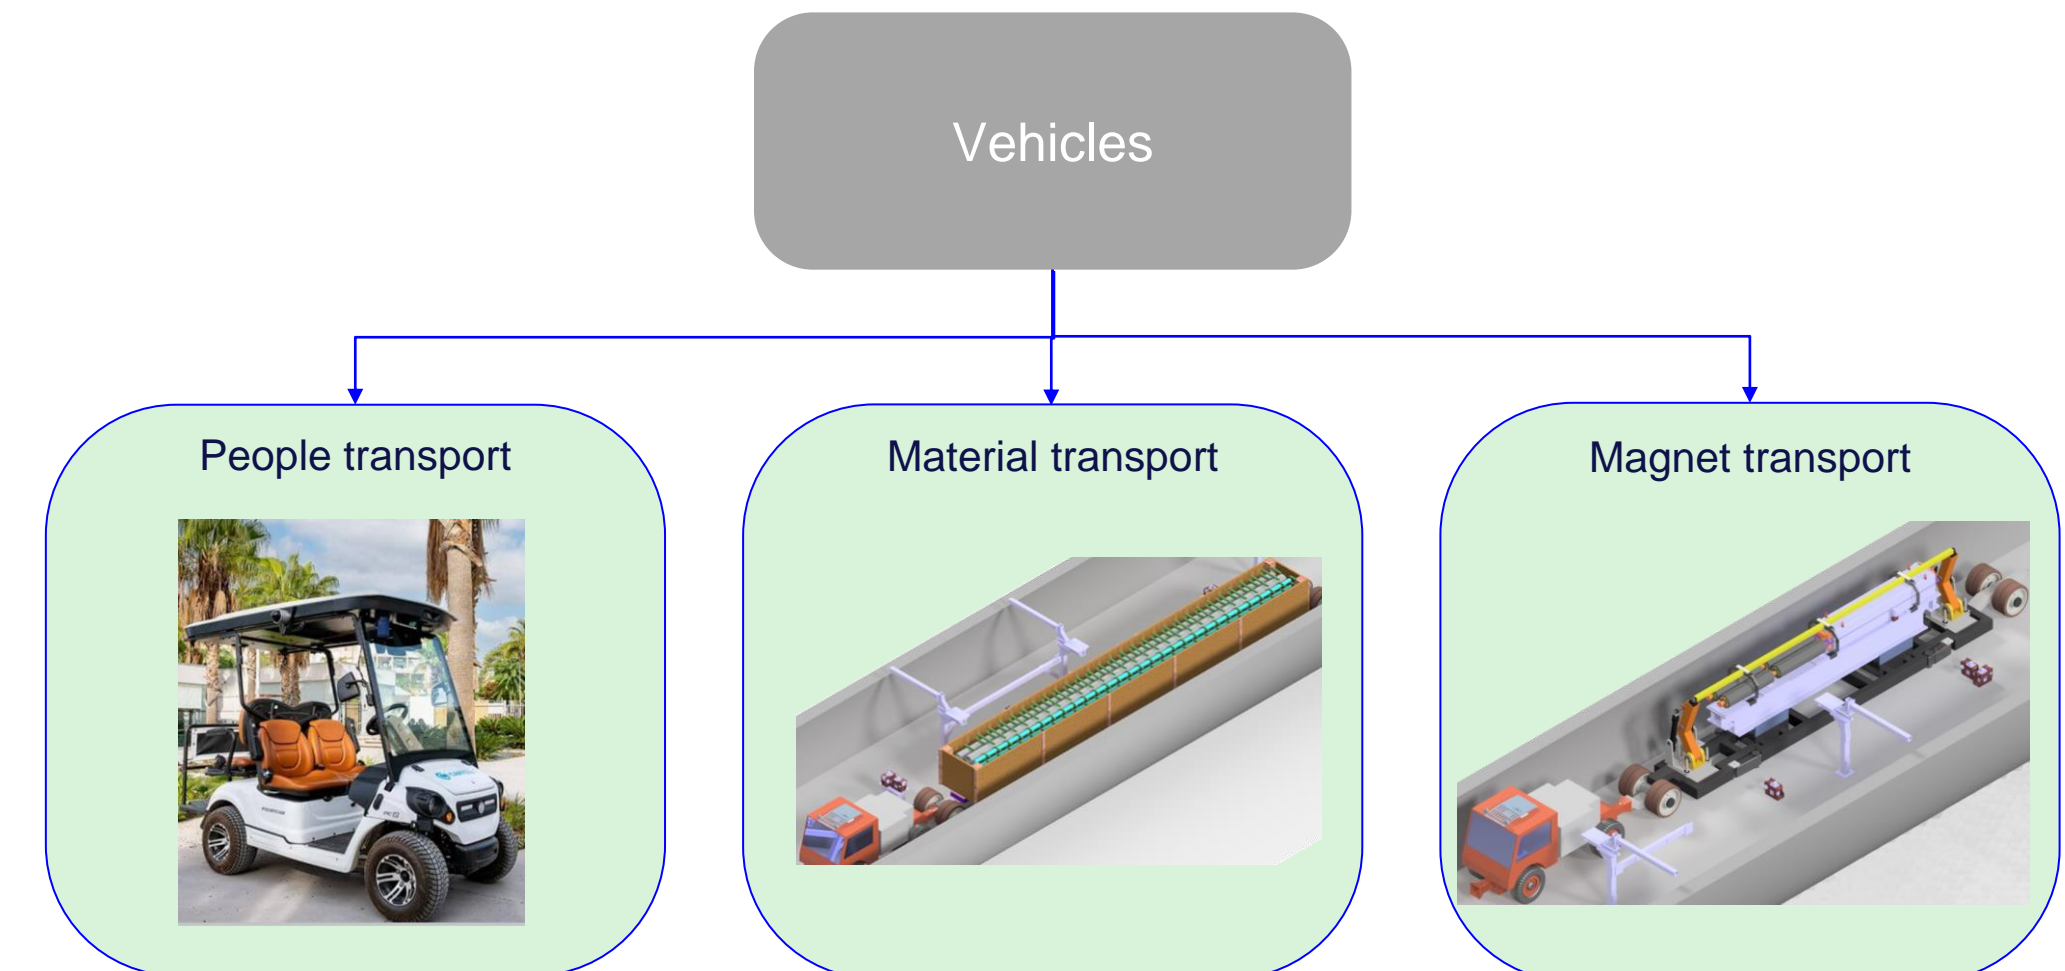 Vehicles
People transport
Material transport
Magnet transport